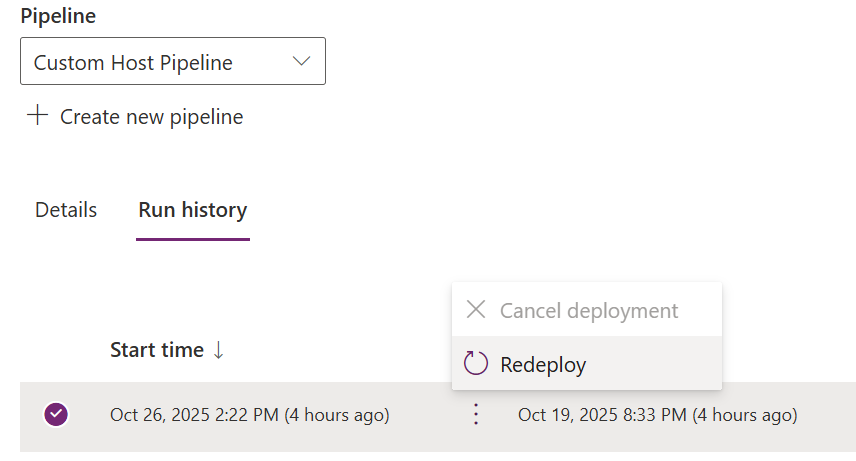 Pipeline
Custom Host Pipeline
Create new pipeline
Details Run history
Cancel deployment
Start time ↓
Redeploy
Oct 26, 2025 2:22 PM (4 hours ago) Oct 19, 2025 8:33 PM (4 hours ago)